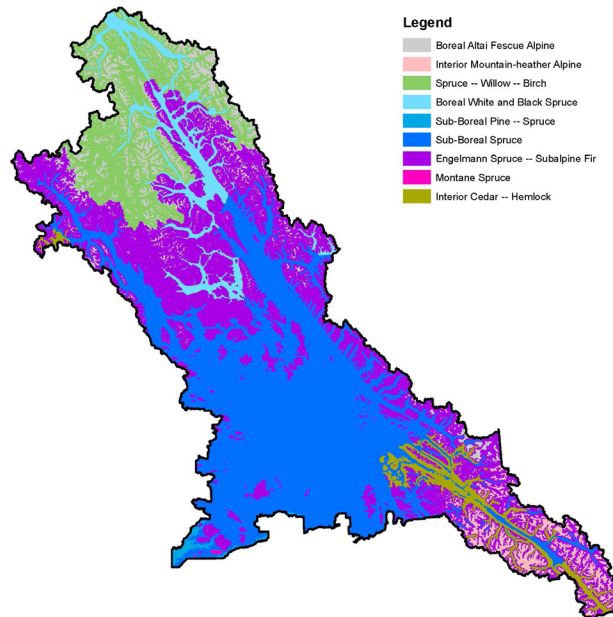 Legend
Boreal Altai Fescue Alpine
Interior Mountain-heather Alpine
Spruce -- Willow -- Birch
Boreal White and Black Spruce
Sub-Boreal Pine -- Spruce
Sub-Boreal Spruce
Engelmann Spruce -- Subalpine Fir
Montane Spruce
Interior Cedar -- Hemlock